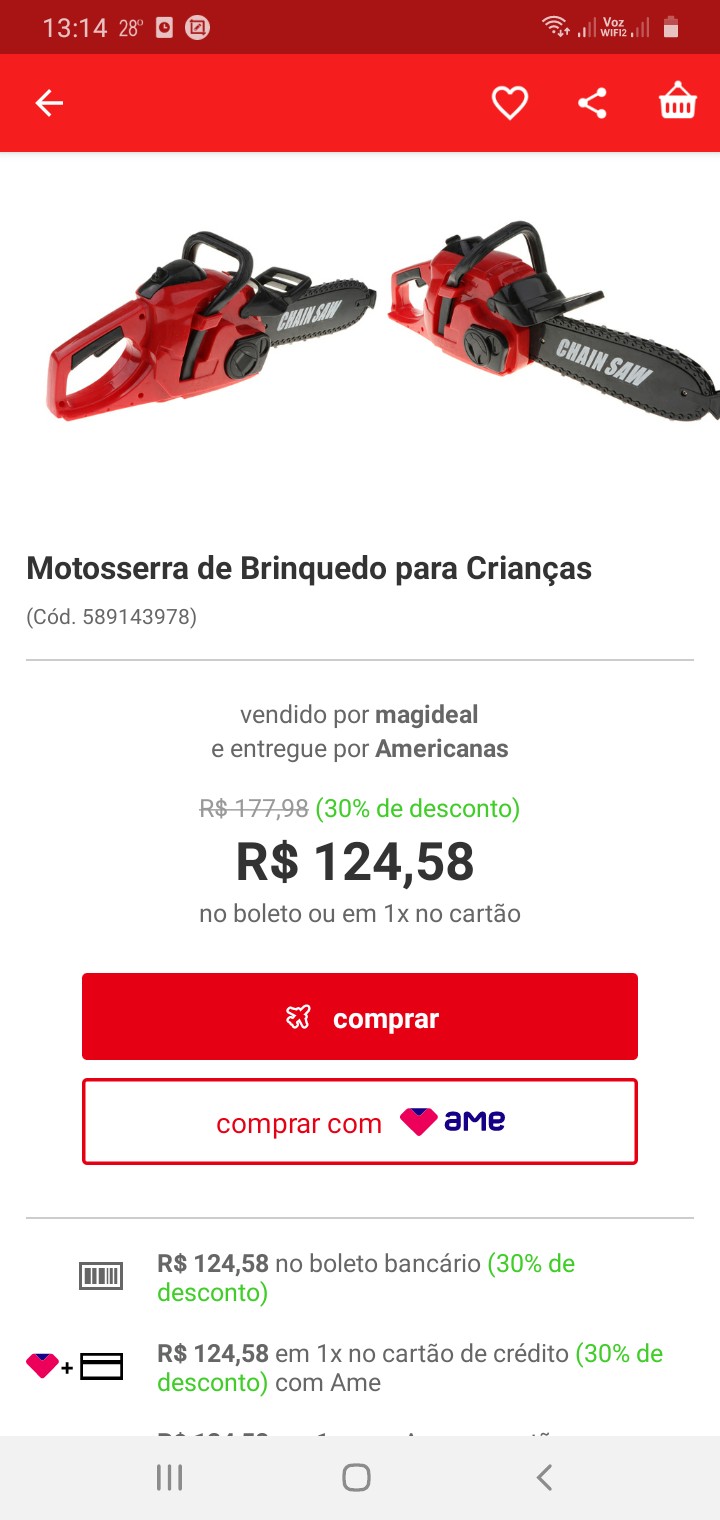 13:14 28°
Voz
WIFI2
CHAIN SAW
CHAIN SAW
Motosserra de Brinquedo para Crianças
(Cód. 589143978)
vendido por magideal
e entregue por Americanas
R$ 177,98 (30% de desconto)
R$ 124,58
no boleto ou em 1x no cartão
comprar
comprar com ame
R$ 124,58 no boleto bancário (30% de
desconto)
+
R$ 124,58 em 1x no cartão de crédito (30% de
desconto) com Ame